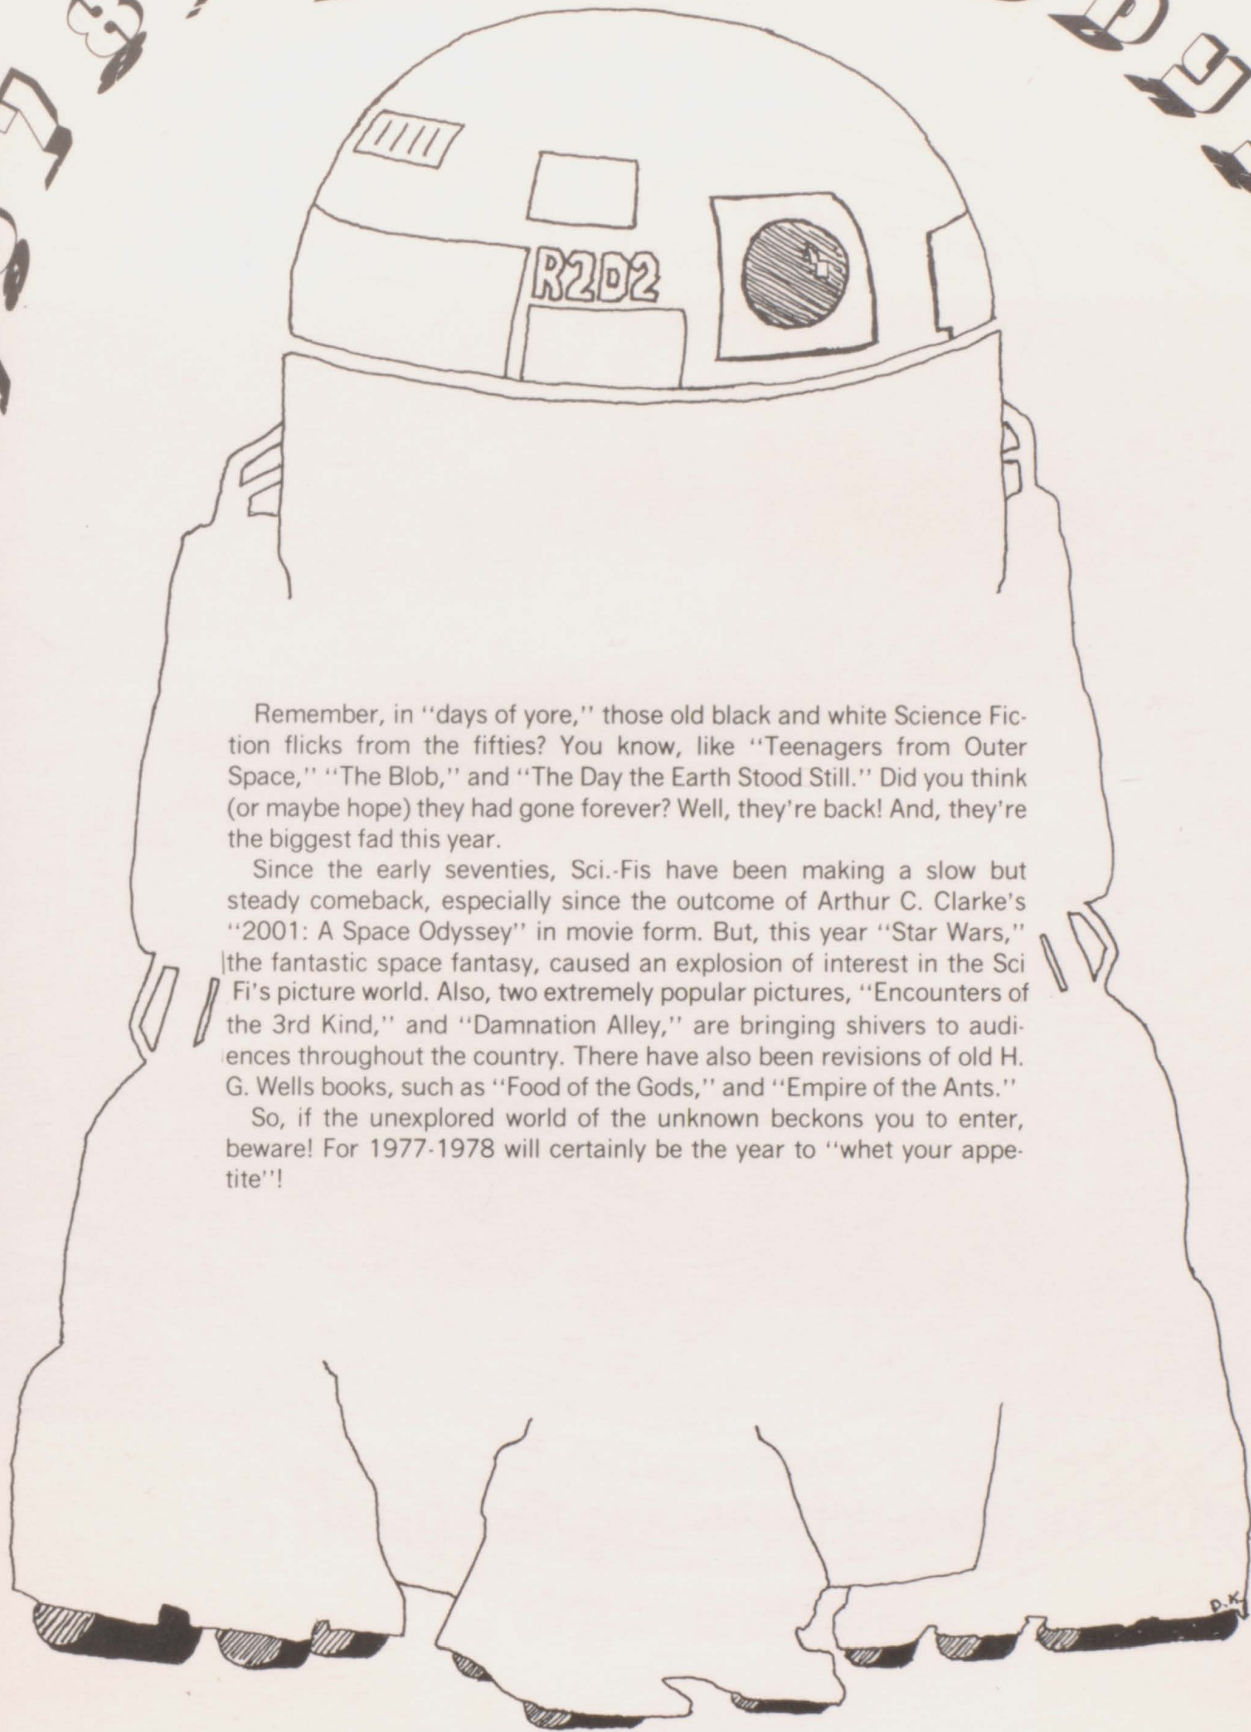 R2D2
Remember, in "days of yore," those old black and white Science Fic-
tion flicks from the fifties? You know, like "Teenagers from Outer
Space," "The Blob," and "The Day the Earth Stood Still." Did you think
(or maybe hope) they had gone forever? Well, they're back! And, they're
the biggest fad this year.
Since the early seventies, Sci.-Fis have been making a slow but
steady comeback, especially since the outcome of Arthur C. Clarke's
"2001: A Space Odyssey" in movie form. But, this year "Star Wars,"
the fantastic space fantasy, caused an explosion of interest in the Sci
Fi's picture world. Also, two extremely popular pictures, "Encounters of
the 3rd Kind," and "Damnation Alley," are bringing shivers to audi-
ences throughout the country. There have also been revisions of old H.
G. Wells books, such as "Food of the Gods," and "Empire of the Ants."
So, if the unexplored world of the unknown beckons you to enter,
beware! For 1977-1978 will certainly be the year to "whet your appe-
tite"!
D.K.